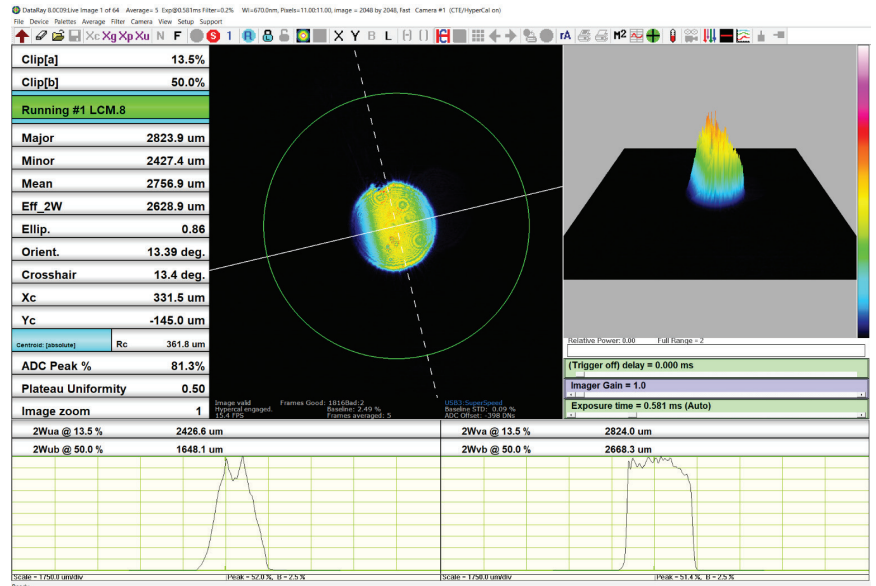 DataRay 8.0C09:Live Image 1 of 64 Average= 5 Exp@0.581ms Filter=0.2% Wl=670.0nm, Pixels=11.00:11.00, image = 2048 by 2048, Fast Camera #1 (CTE/HyperCal on)
File Device Palettes Average Filter Camera View Setup Support
Xc Xg Xp Xu N F S 1 R X Y B L rA M²
Clip[a] 13.5%
Clip[b] 50.0%
Running #1 LCM.8
Major 2823.9 um
Minor 2427.4 um
Mean 2756.9 um
Eff_2W 2628.9 um
Ellip. 0.86
Orient. 13.39 deg.
Crosshair 13.4 deg.
Xc 331.5 um
Yc -145.0 um
Centroid: [absolute] Rc 361.8 um
ADC Peak % 81.3%
Plateau Uniformity 0.50
Image zoom 1
Image valid Frames Good: 18168ad:2 USB3:SuperSpeed
Hypercal engaged. Baseline: 2.49 % Baseline STD: 0.09 %
15.4 FPS Frames averaged: 5 ADC Offset: -398 DNs
Relative Power: 0.00 Full Range = 2
(Trigger off) delay = 0.000 ms
Imager Gain = 1.0
Exposure time = 0.581 ms (Auto)
2Wua @ 13.5 % 2426.6 um 2Wva @ 13.5 % 2824.0 um
2Wub @ 50.0 % 1648.1 um 2Wvb @ 50.0 % 2668.3 um
Scale = 1750.0 um/div Peak = 52.0 %, B = 2.5 % Scale = 1750.0 um/div Peak = 51.4 %, B = 2.5 %